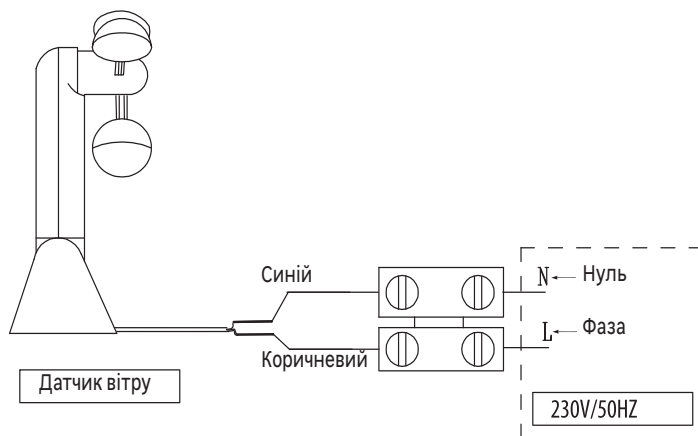 Синій
N
Нуль
L
Фаза
Коричневий
Датчик вітру
230V/50HZ